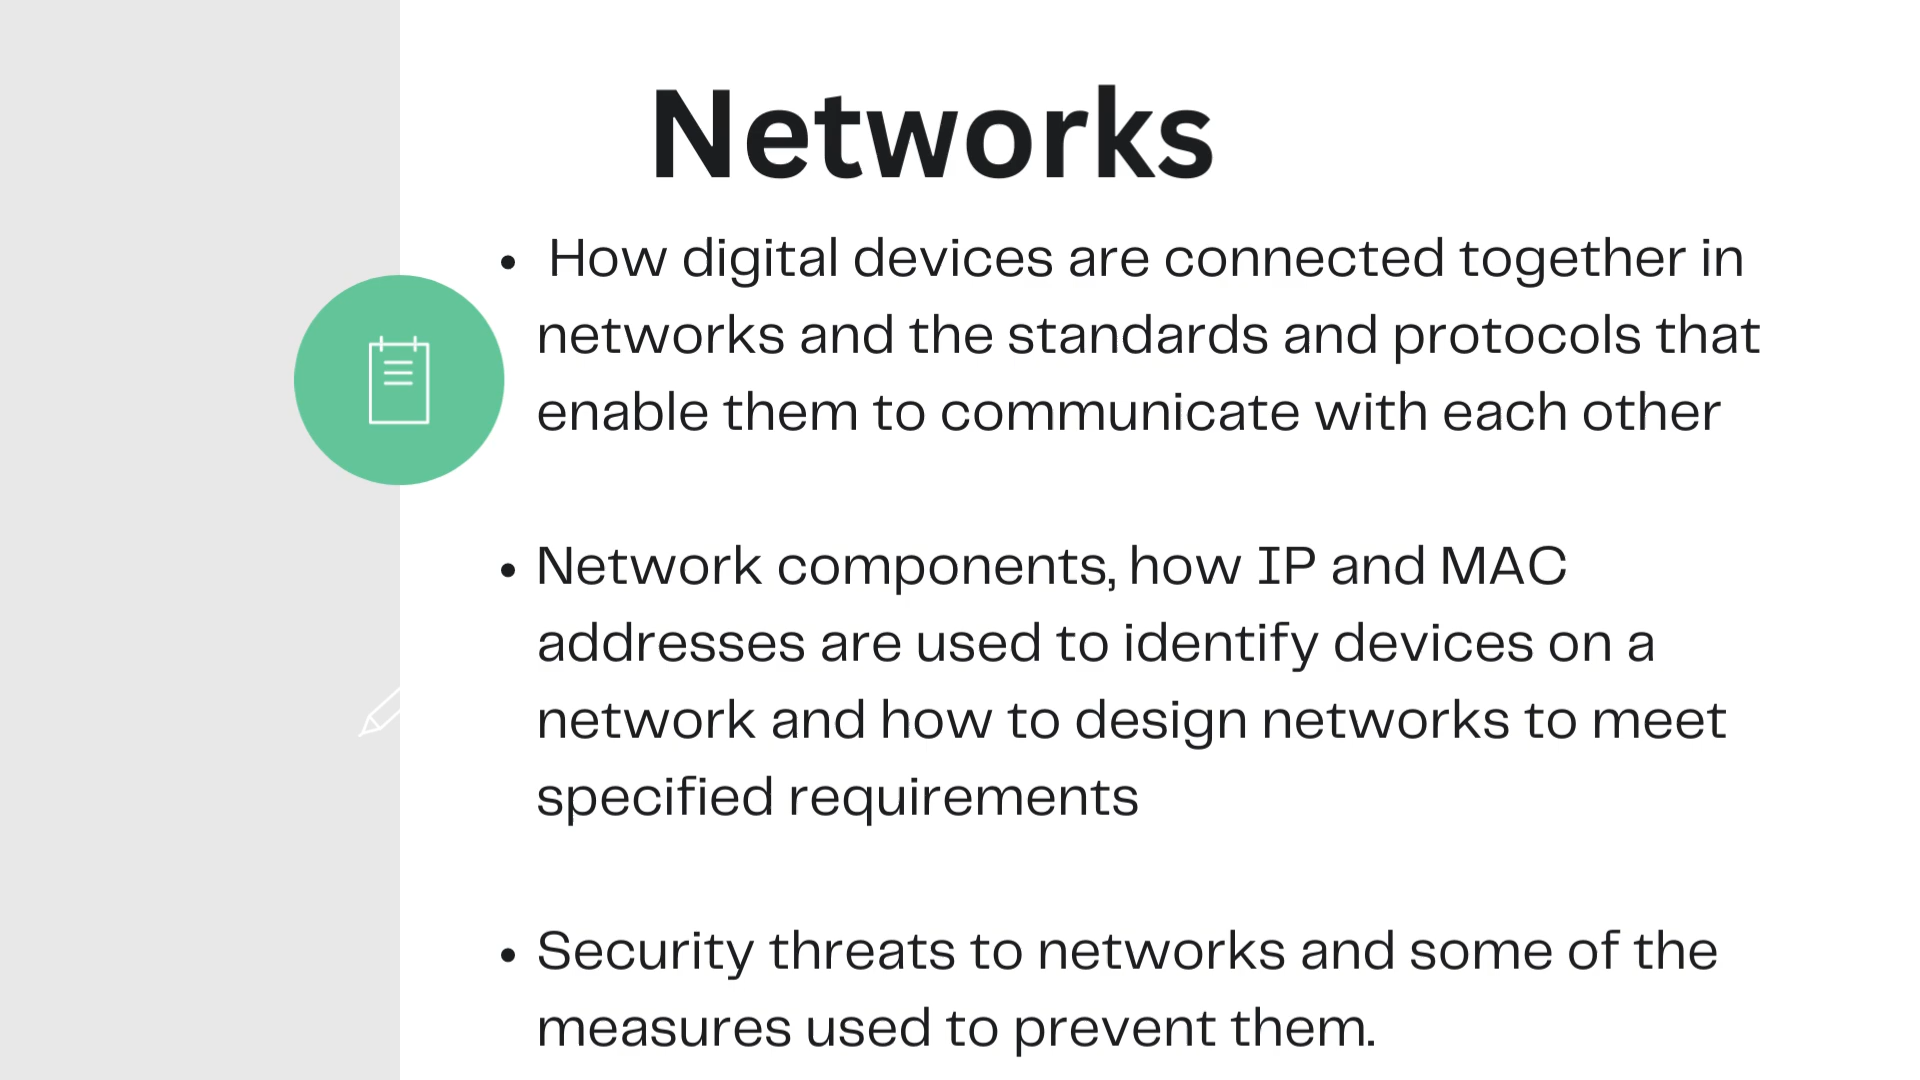 Networks
• How digital devices are connected together in
networks and the standards and protocols that
enable them to communicate with each other
• Network components, how IP and MAC
addresses are used to identify devices on a
network and how to design networks to meet
specified requirements
• Security threats to networks and some of the
measures used to prevent them.